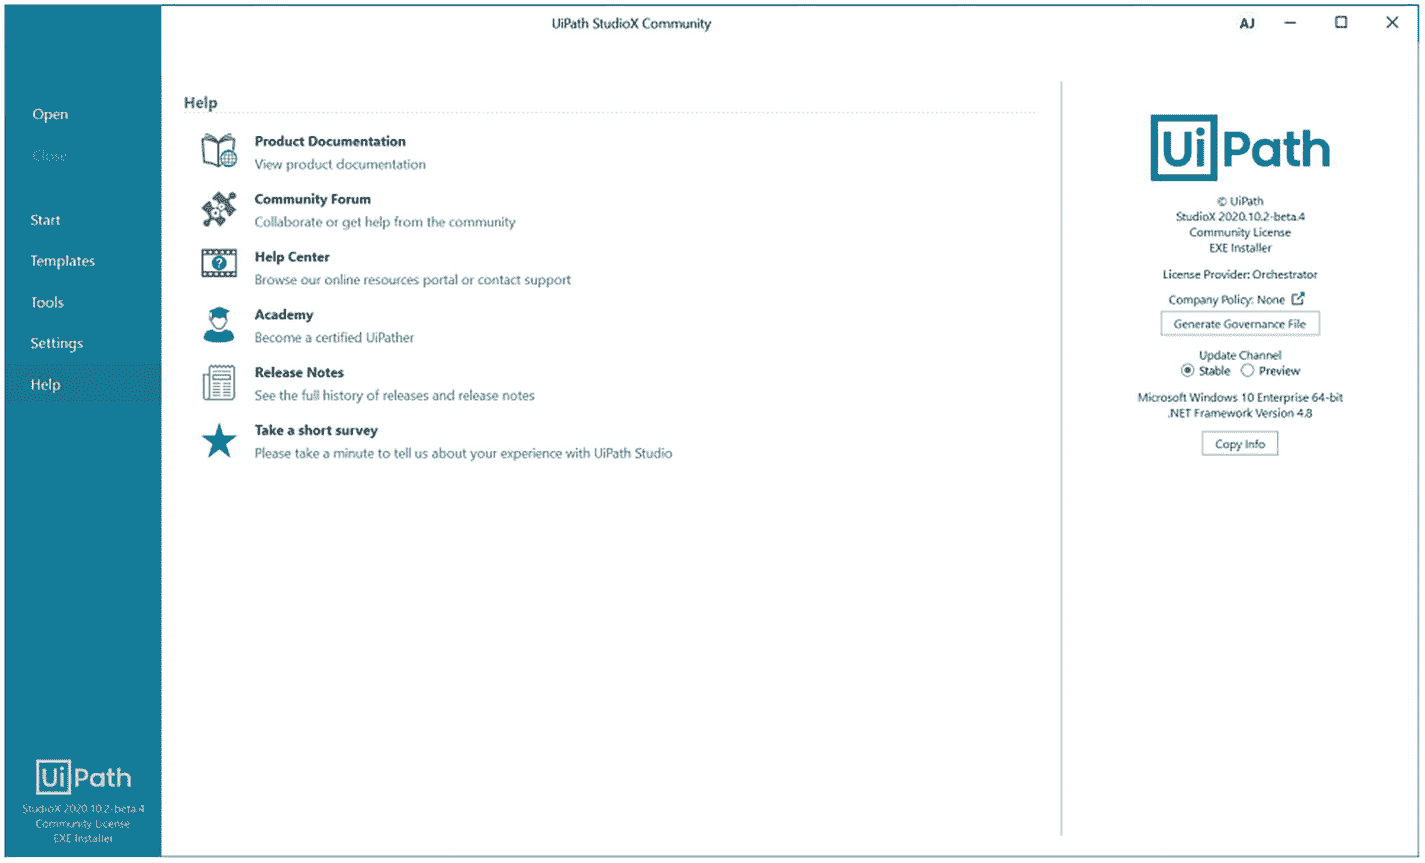 UiPath StudioX Community
AJ
Open
Close
Start
Templates
Tools
Settings
Help
UiPath
StudioX 2020.10.2-beta.4
Community License
EXE Installer
Help
Product Documentation
View product documentation
Community Forum
Collaborate or get help from the community
Help Center
Browse our online resources portal or contact support
Academy
Become a certified UiPather
Release Notes
See the full history of releases and release notes
Take a short survey
Please take a minute to tell us about your experience with UiPath Studio
UiPath
© UiPath
StudioX 2020.10.2-beta.4
Community License
EXE Installer
License Provider: Orchestrator
Company Policy: None
Generate Governance File
Update Channel
Stable Preview
Microsoft Windows 10 Enterprise 64-bit
.NET Framework Version 4.8
Copy Info